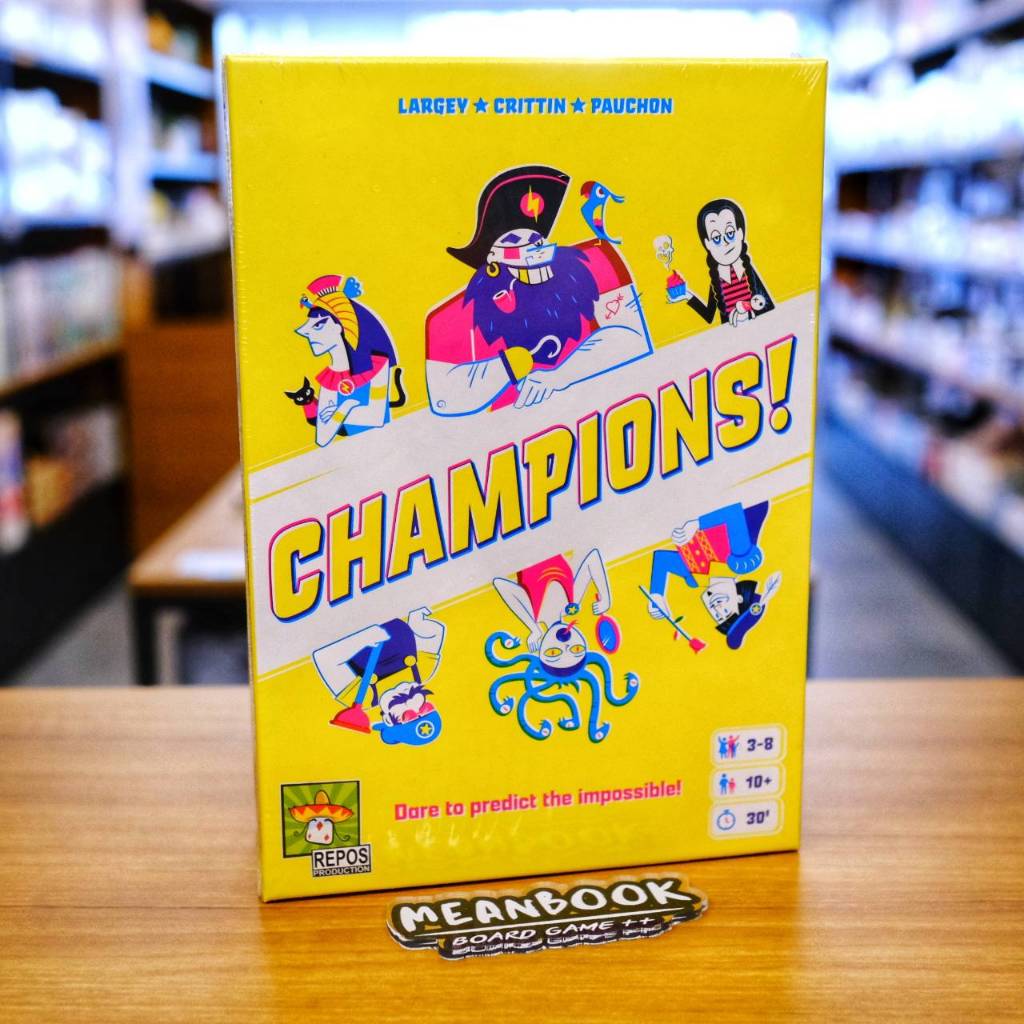 LARGEY ★ CRITTIN ★ PAUCHON
CHAMPIONS!
3-8
10+
30'
Dare to predict the impossible!
REPOS
PRODUCTION
MEANBOOK
BOARD GAME ++